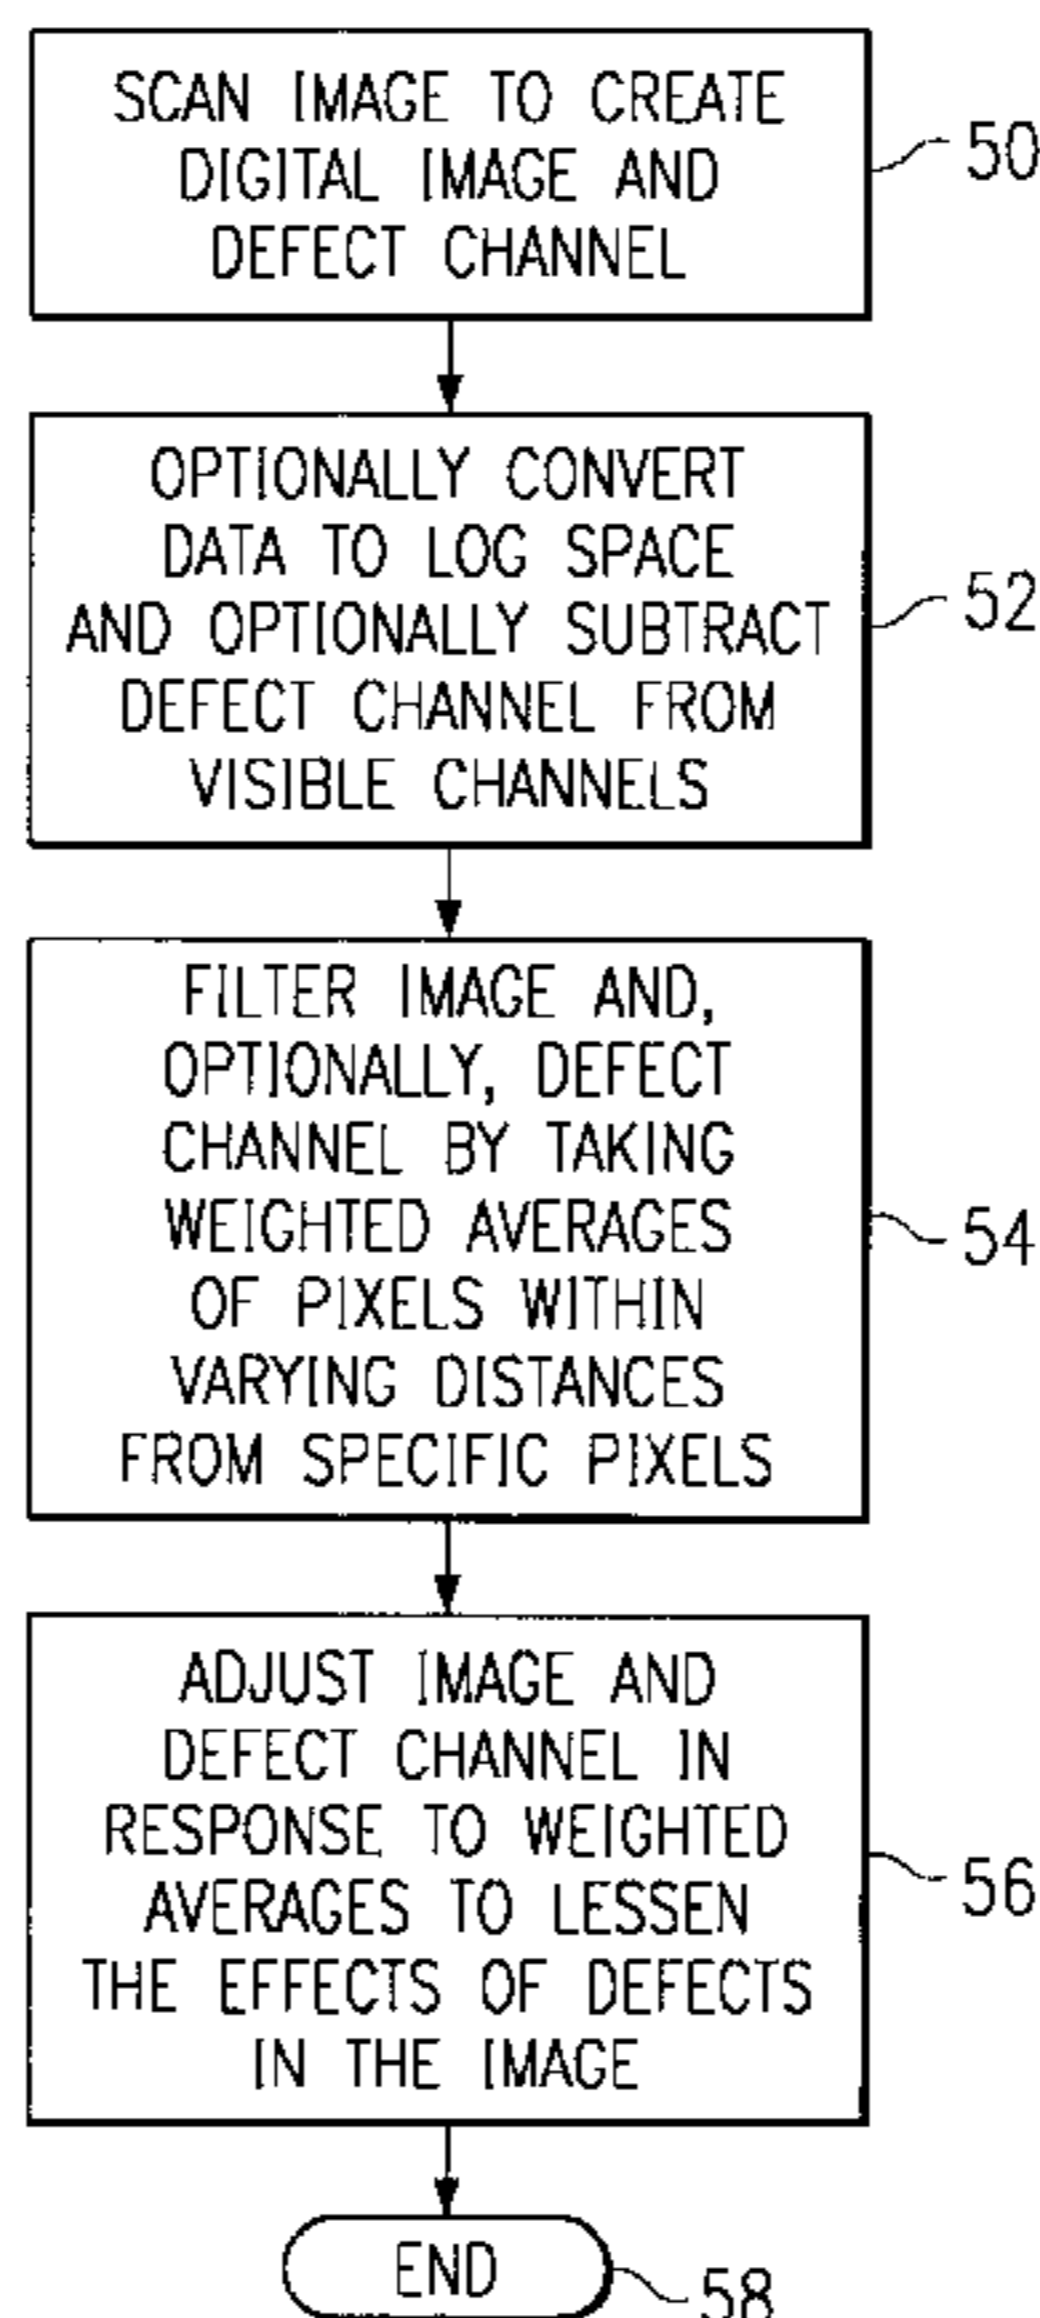 SCAN IMAGE TO CREATE
DIGITAL IMAGE AND
DEFECT CHANNEL
50
OPTIONALLY CONVERT
DATA TO LOG SPACE
AND OPTIONALLY SUBTRACT
DEFECT CHANNEL FROM
VISIBLE CHANNELS
52
FILTER IMAGE AND,
OPTIONALLY, DEFECT
CHANNEL BY TAKING
WEIGHTED AVERAGES
OF PIXELS WITHIN
VARYING DISTANCES
FROM SPECIFIC PIXELS
54
ADJUST IMAGE AND
DEFECT CHANNEL IN
RESPONSE TO WEIGHTED
AVERAGES TO LESSEN
THE EFFECTS OF DEFECTS
IN THE IMAGE
56
END
58